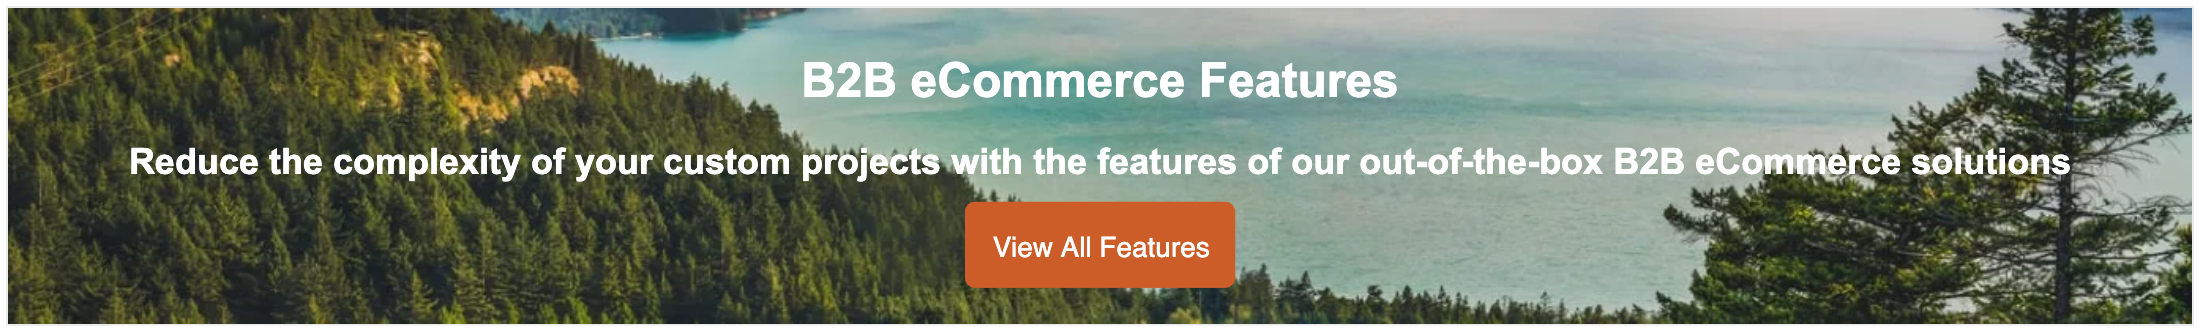 B2B eCommerce Features
Reduce the complexity of your custom projects with the features of our out-of-the-box B2B eCommerce solutions
View All Features